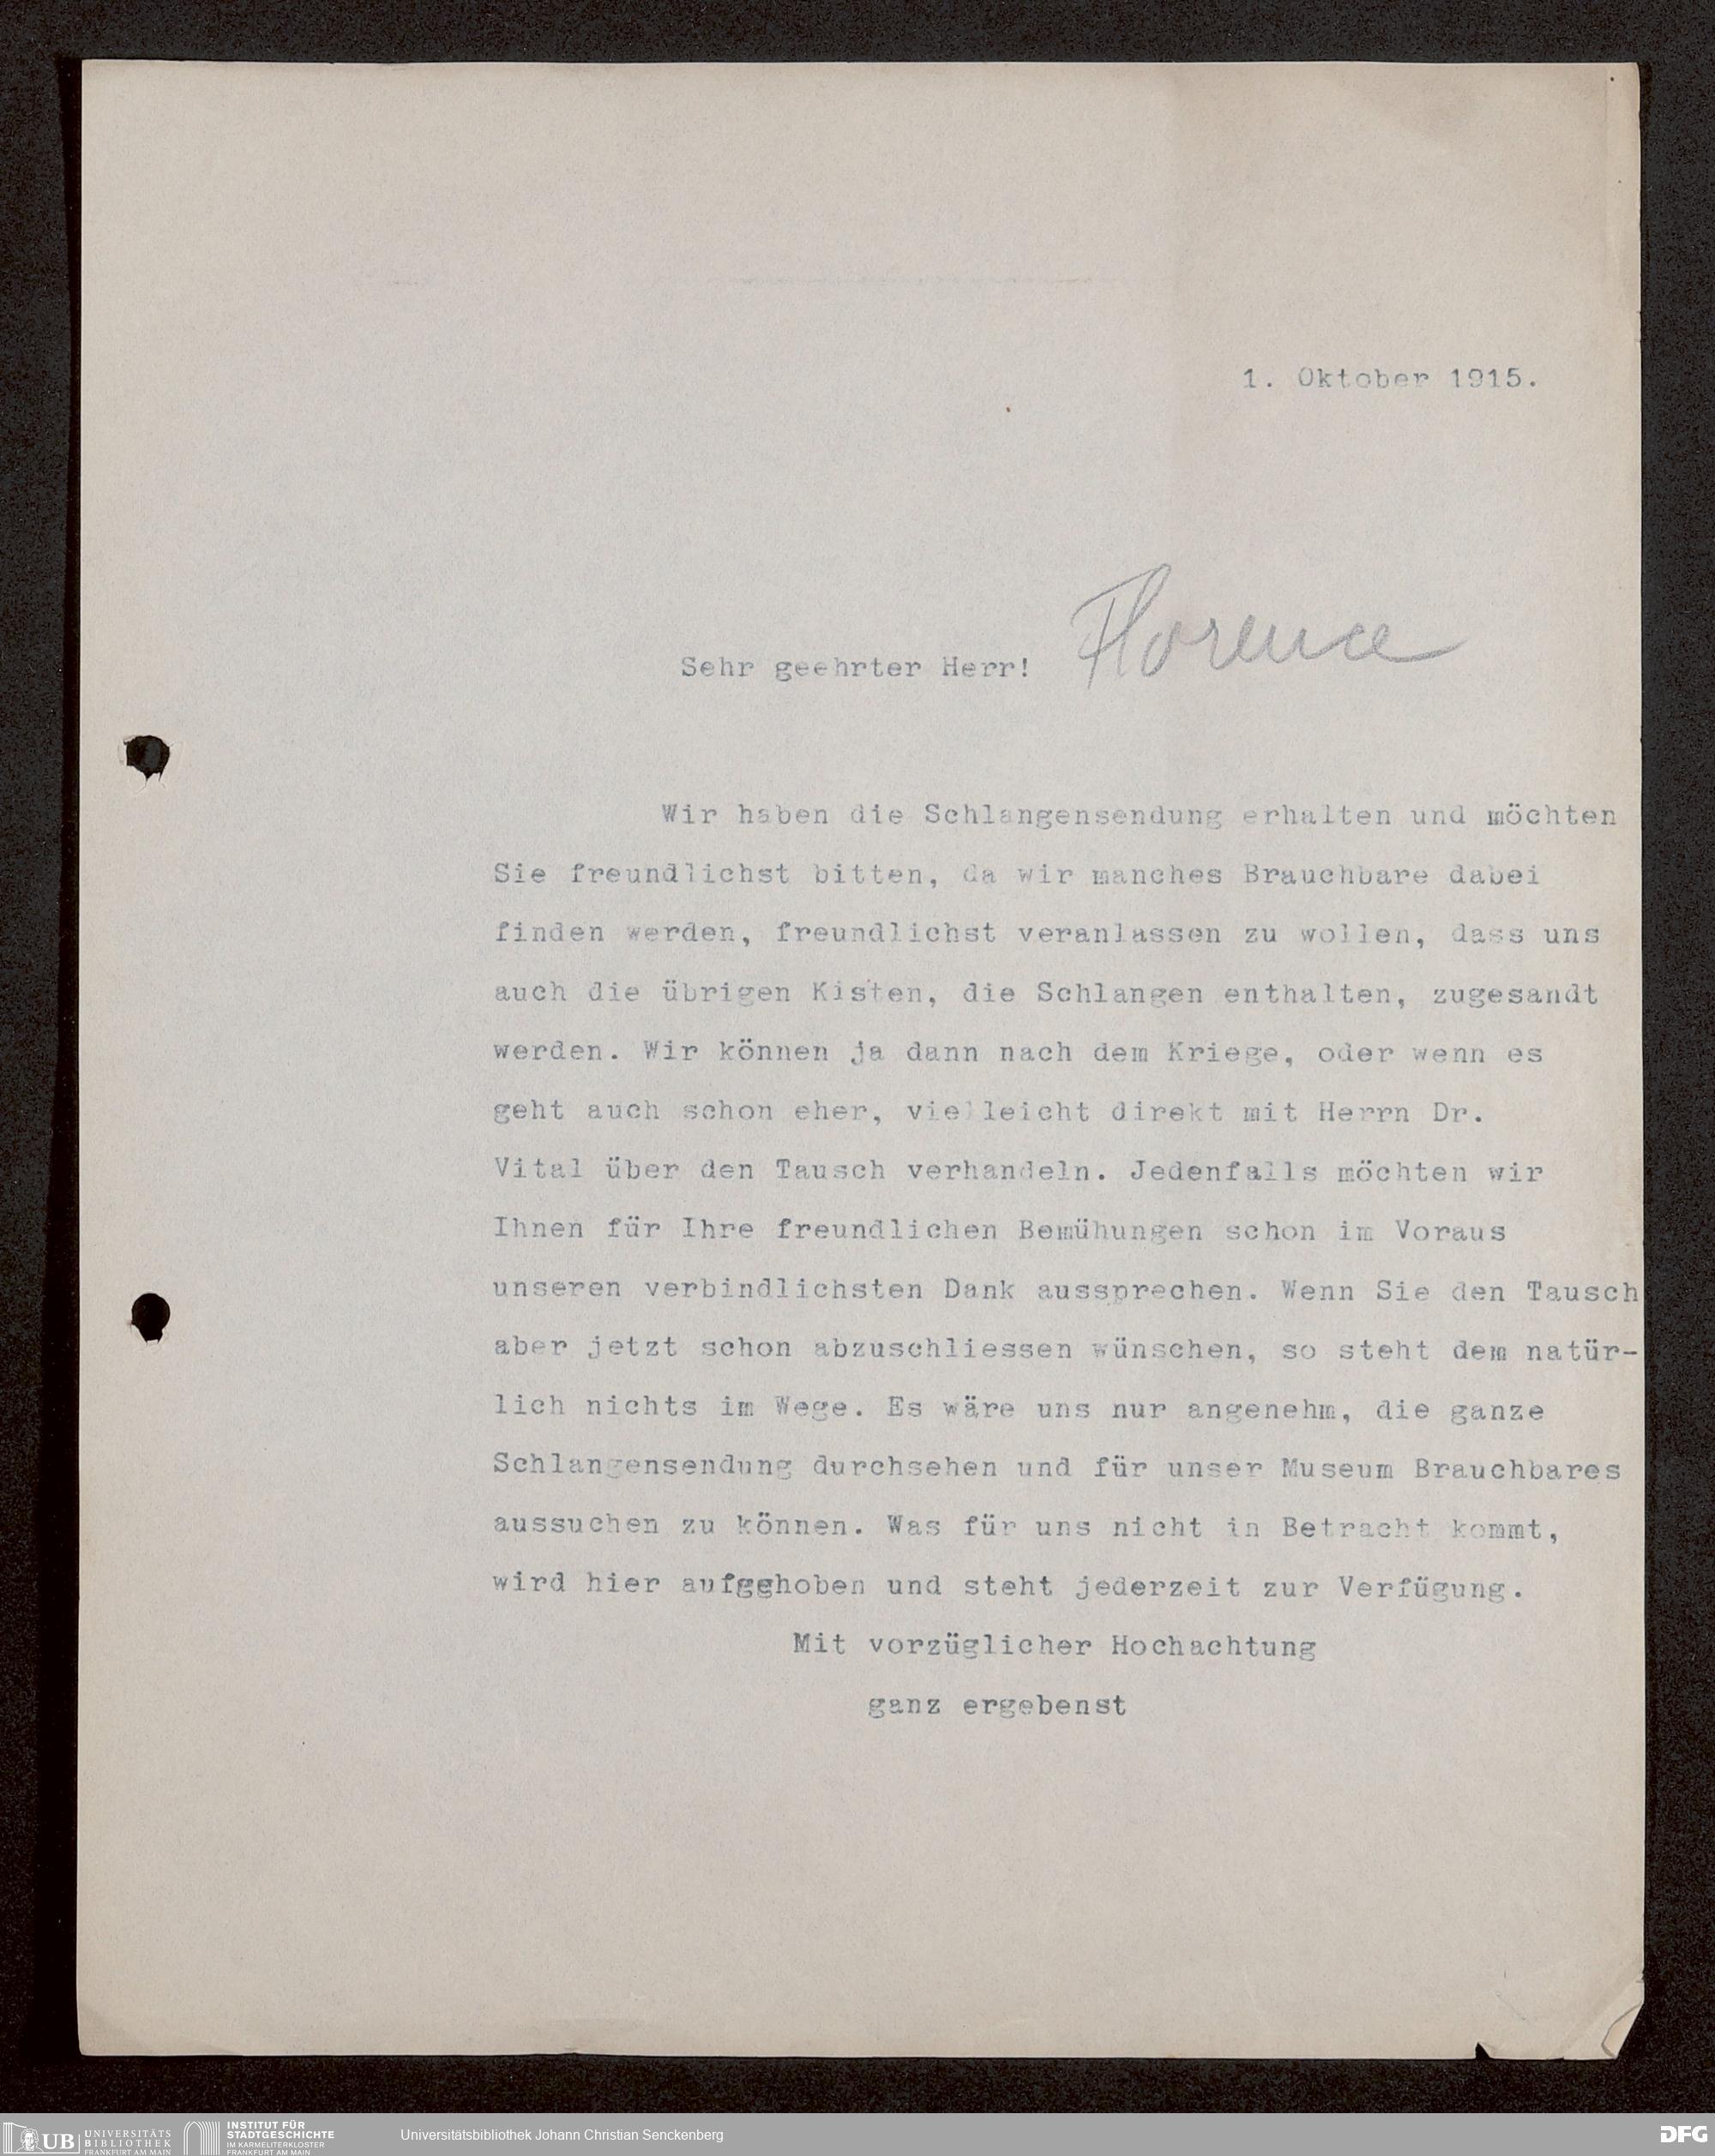 1. Oktober 1915.
Sehr geehrter Herr! Florence
Wir haben die Schlangensendung erhalten und möchten
Sie freundlichst bitten, da wir manches Brauchbare dabei
finden werden, freundlichst veranlassen zu wollen, dass uns
auch die übrigen Kisten, die Schlangen enthalten, zugesandt
werden. Wir können ja dann nach dem Kriege, oder wenn es
geht auch schon eher, vielleicht direkt mit Herrn Dr.
Vital über den Tausch verhandeln. Jedenfalls möchten wir
Ihnen für Ihre freundlichen Bemühungen schon im Voraus
unseren verbindlichsten Dank aussprechen. Wenn Sie den Tausch
aber jetzt schon abzuschliessen wünschen, so steht dem natür-
lich nichts im Wege. Es wäre uns nur angenehm, die ganze
Schlangensendung durchsehen und für unser Museum Brauchbares
aussuchen zu können. Was für uns nicht in Betracht kommt,
wird hier aufgehoben und steht jederzeit zur Verfügung.
Mit vorzüglicher Hochachtung
ganz ergebenst
UB UNIVERSITÄTS
BIBLIOTHEK
FRANKFURT AM MAIN
INSTITUT FÜR
STADTGESCHICHTE
IM KARMELITERKLOSTER
FRANKFURT AM MAIN
Universitätsbibliothek Johann Christian Senckenberg
DFG